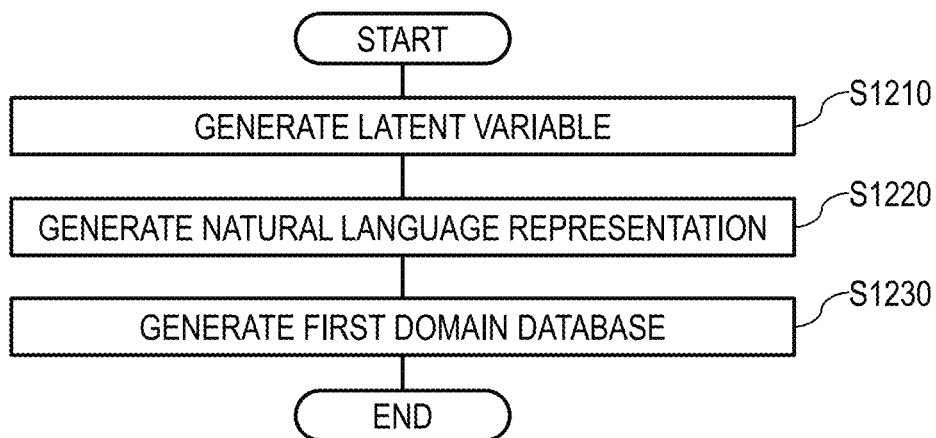 START
GENERATE LATENT VARIABLE
S1210
GENERATE NATURAL LANGUAGE REPRESENTATION
S1220
GENERATE FIRST DOMAIN DATABASE
S1230
END